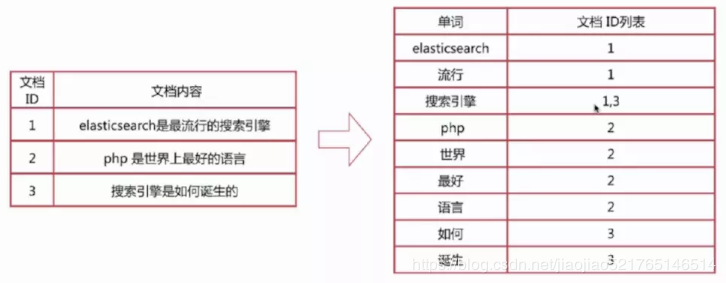 文档 ID 文档内容
1 elasticsearch是最流行的搜索引擎
2 php 是世界上最好的语言
3 搜索引擎是如何诞生的
单词 文档 ID列表
elasticsearch 1
流行 1
搜索引擎 1,3
php 2
世界 2
最好 2
语言 2
如何 3
诞生 3
https://blog.csdn.net/jiaojiao521765146514